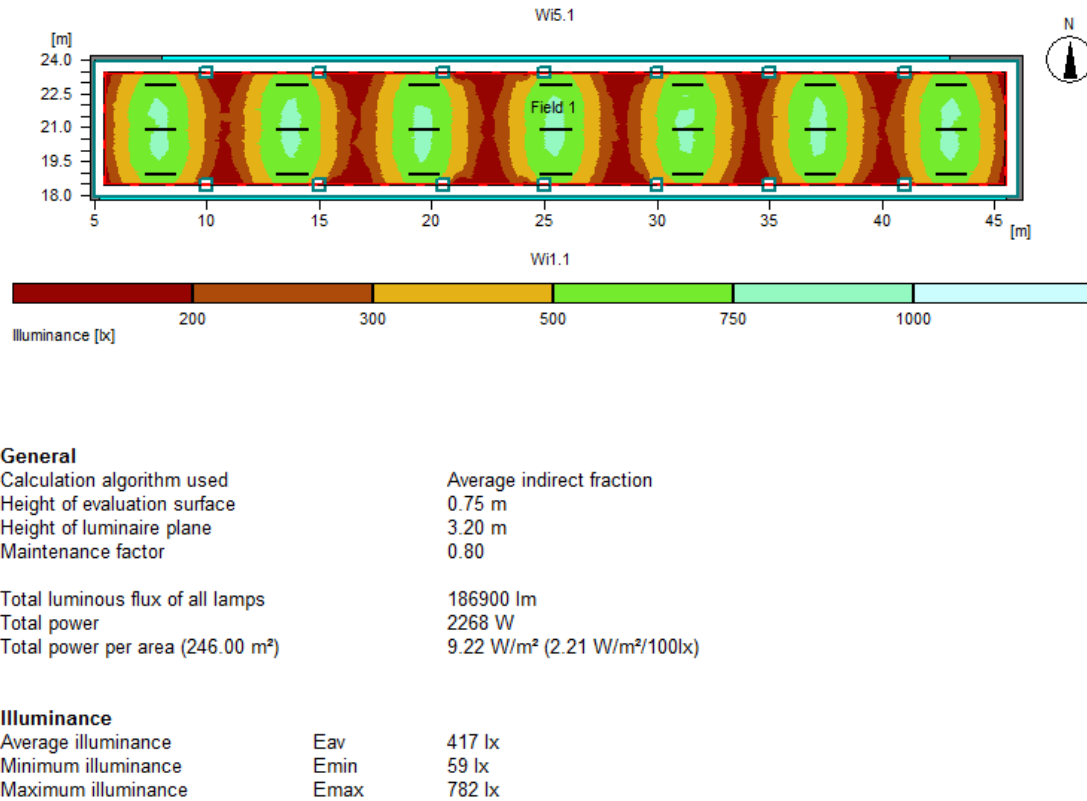 Wi5.1
N
[m]
24.0
22.5
21.0
19.5
18.0
Field 1
5 10 15 20 25 30 35 40 45
[m]
Wi1.1
200 300 500 750 1000
Illuminance [lx]
General
Calculation algorithm used Average indirect fraction
Height of evaluation surface 0.75 m
Height of luminaire plane 3.20 m
Maintenance factor 0.80
Total luminous flux of all lamps 186900 lm
Total power 2268 W
Total power per area (246.00 m²) 9.22 W/m² (2.21 W/m²/100lx)
Illuminance
Average illuminance Eav 417 lx
Minimum illuminance Emin 59 lx
Maximum illuminance Emax 782 lx